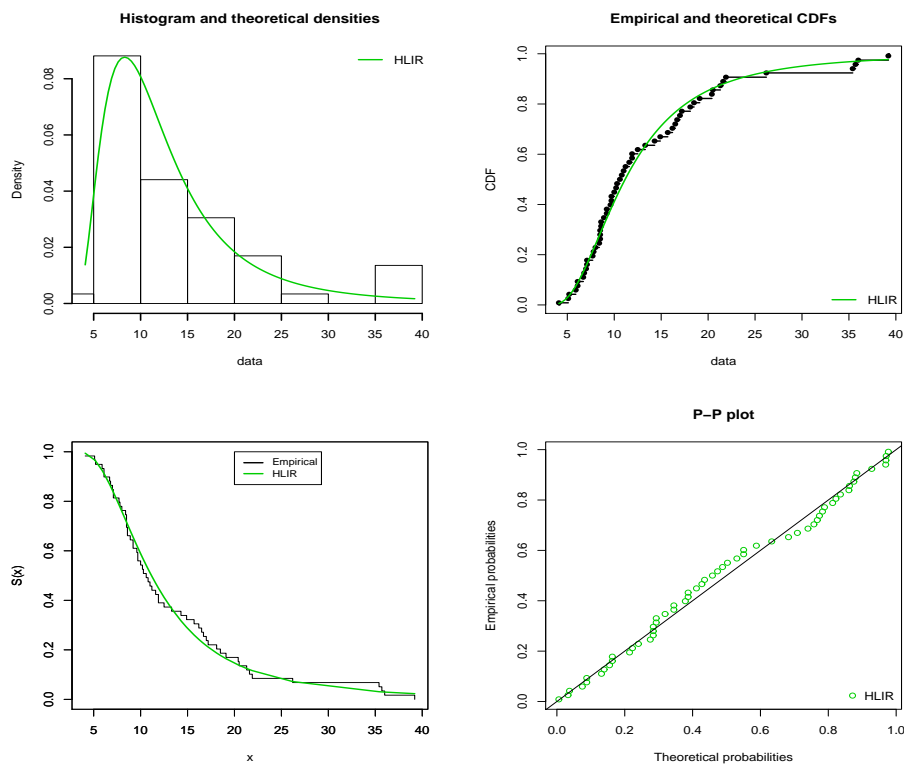 Histogram and theoretical densities
Density
0.00 0.02 0.04 0.06 0.08
HLIR
5 10 15 20 25 30 35 40
data
Empirical and theoretical CDFs
CDF
0.0 0.2 0.4 0.6 0.8 1.0
HLIR
5 10 15 20 25 30 35 40
data
S(x)
0.0 0.2 0.4 0.6 0.8 1.0
Empirical
HLIR
5 10 15 20 25 30 35 40
x
P−P plot
Empirical probabilities
0.0 0.2 0.4 0.6 0.8 1.0
HLIR
0.0 0.2 0.4 0.6 0.8 1.0
Theoretical probabilities